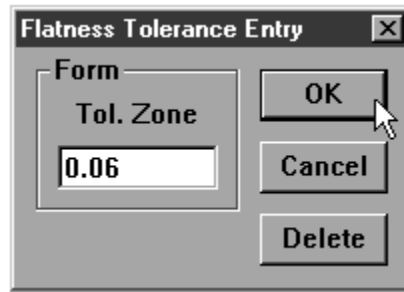 Flatness Tolerance Entry
Form
Tol. Zone
0.06
OK
Cancel
Delete